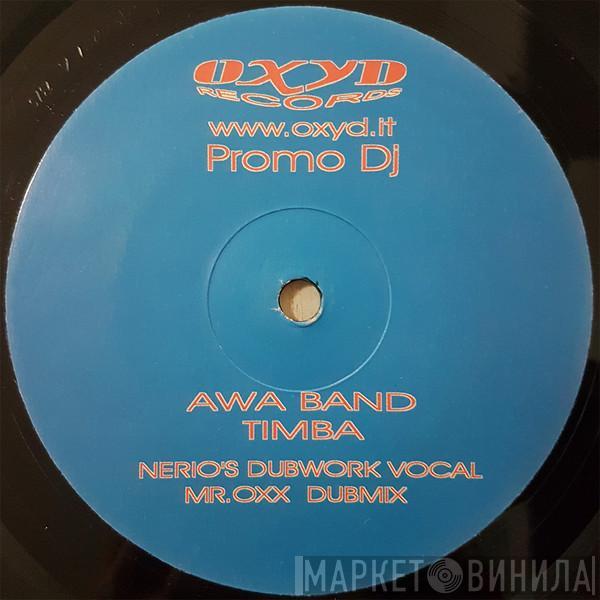 OXYD
RECORDS
www.oxyd.it
Promo Dj
AWA BAND
TIMBA
NERIO'S DUBWORK VOCAL
MR.OXX DUBMIX
МАРКЕТ ВИНИЛА